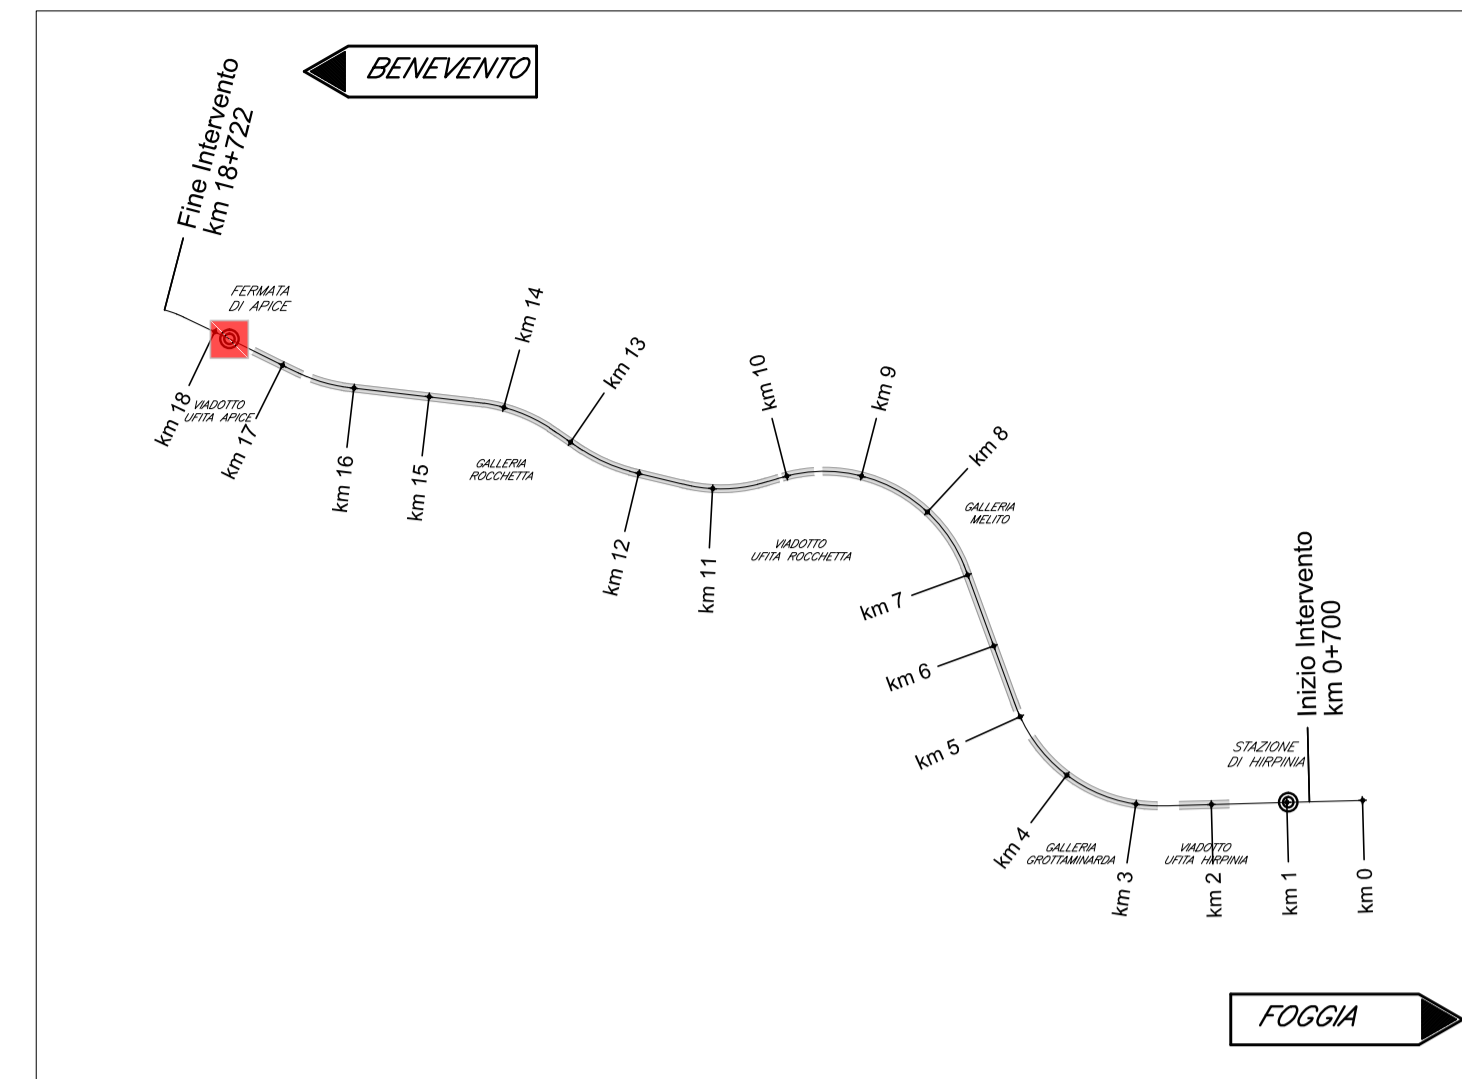 BENEVENTO
Fine Intervento
km 18+722
FERMATA
DI APICE
km 18
VIADOTTO
UFITA APICE
km 17
km 16
km 15
km 14
GALLERIA
ROCCHETTA
km 13
km 12
km 11
km 10
VIADOTTO
UFITA ROCCHETTA
km 9
km 8
GALLERIA
MELITO
km 7
km 6
km 5
km 4
GALLERIA
GROTTAMINARDA
km 3
VIADOTTO
UFITA HIRPINIA
km 2
STAZIONE
DI HIRPINIA
Inizio Intervento
km 0+700
km 1
km 0
FOGGIA